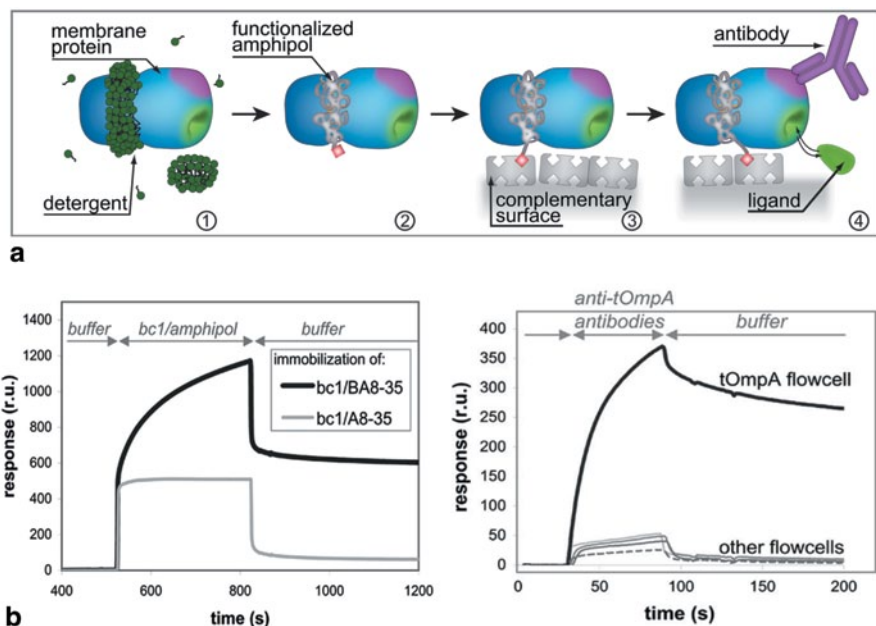 membrane
protein
functionalized
amphipol
antibody
detergent
complementary
surface
ligand
1
2
3
4
a
buffer
bc1/amphipol
buffer
immobilization of:
bc1/BA8-35
bc1/A8-35
response (r.u.)
1400
1200
1000
800
600
400
200
0
400
600
800
1000
1200
time (s)
anti-tOmpA
antibodies
buffer
tOmpA flowcell
other flowcells
response (r.u.)
400
350
300
250
200
150
100
50
0
0
50
100
150
200
time (s)
b